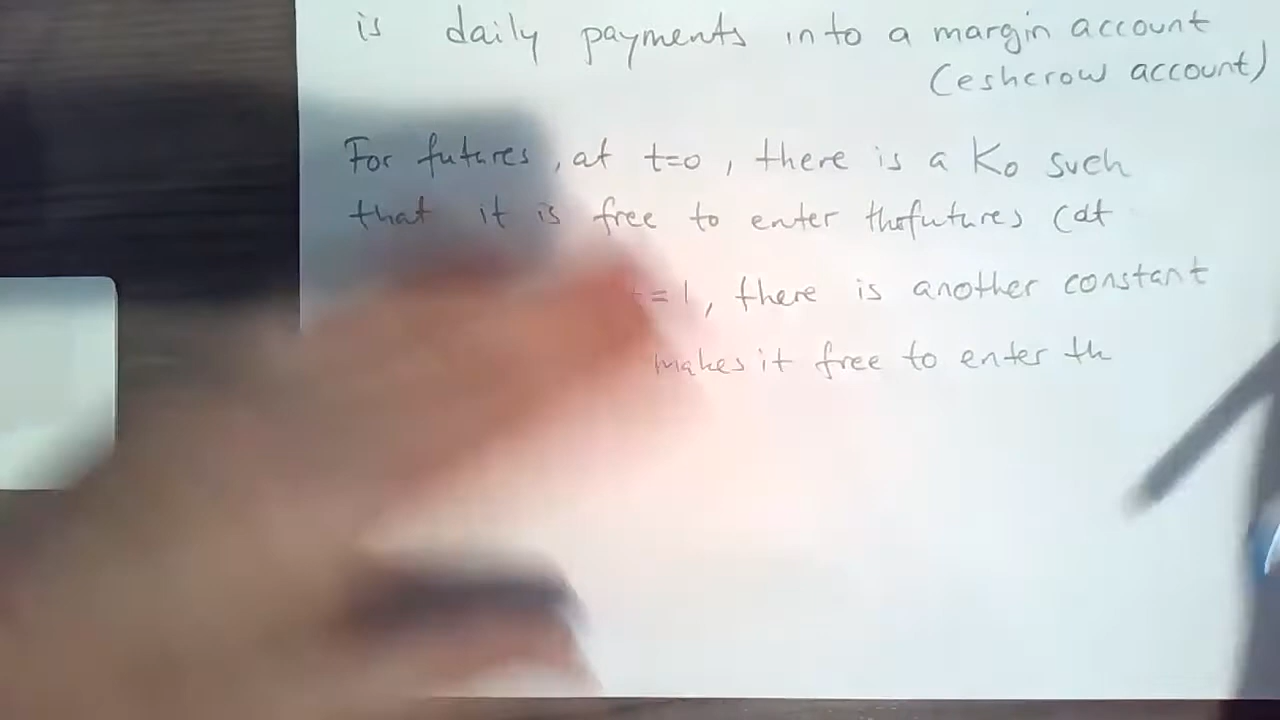 is daily payments into a margin account
(eshcrow account)
For futures, at t=0, there is a K0 such
that it is free to enter thefutures (at
=1, there is another constant
makes it free to enter th